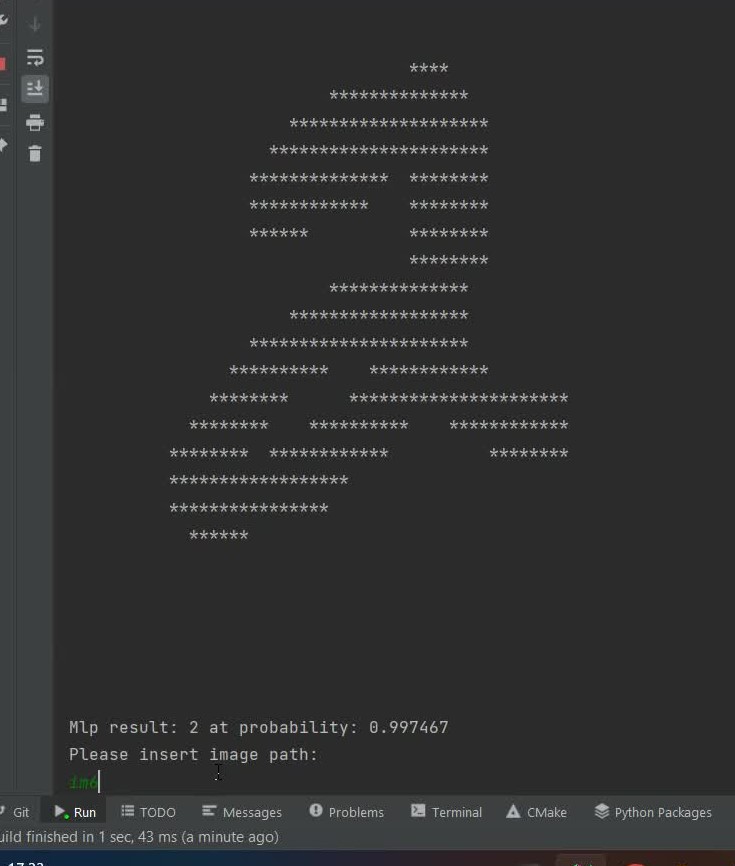 ****
**************
********************
**********************
************** ********
************ ********
****** ********
********
**************
******************
**********************
********** ************
******** **********************
******** ********** ************
******** ************ ********
******************
****************
******
Mlp result: 2 at probability: 0.997467
Please insert image path:
im6
Git Run TODO Messages Problems Terminal CMake Python Packages
uild finished in 1 sec, 43 ms (a minute ago)